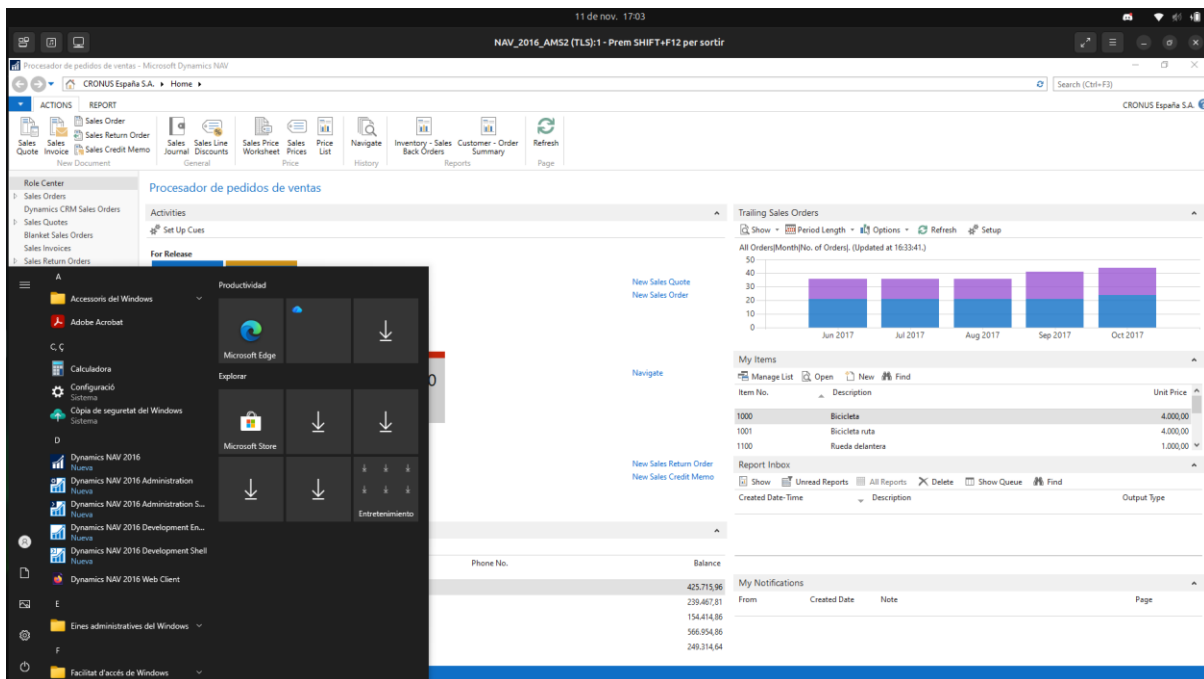 11 de nov. 17:03
NAV_2016_AMS2 (TLS):1 - Prem SHIFT+F12 per sortir
Procesador de pedidos de ventas - Microsoft Dynamics NAV
CRONUS España S.A. Home
Search (Ctrl+F3)
ACTIONS REPORT
CRONUS España S.A.
Sales Quote
Sales Invoice
Sales Order
Sales Return Order
Sales Credit Memo
New Document
Sales Journal
Sales Line Discounts
General
Sales Price Worksheet
Sales Prices
Price List
Price
Navigate
History
Inventory - Sales Back Orders
Customer - Order Summary
Reports
Refresh
Page
Role Center
Sales Orders
Dynamics CRM Sales Orders
Sales Quotes
Blanket Sales Orders
Sales Invoices
Sales Return Orders
Procesador de pedidos de ventas
Activities
Set Up Cues
For Release
New Sales Quote
New Sales Order
0
Navigate
New Sales Return Order
New Sales Credit Memo
Phone No. Balance
425.715,96
239.467,81
154.414,86
566.954,86
249.314,64
Trailing Sales Orders
Show Period Length Options Refresh Setup
All Orders|Month|No. of Orders|. (Updated at 16:33:41.)
50
40
30
20
10
0
Jun 2017 Jul 2017 Aug 2017 Sep 2017 Oct 2017
My Items
Manage List Open New Find
Item No. Description Unit Price
1000 Bicicleta 4.000,00
1001 Bicicleta ruta 4.000,00
1100 Rueda delantera 1.000,00
Report Inbox
Show Unread Reports All Reports Delete Show Queue Find
Created Date-Time Description Output Type
My Notifications
From Created Date Note Page
A
Accessoris del Windows
Adobe Acrobat
C, Ç
Calculadora
Configuració
Sistema
Còpia de seguretat del Windows
Sistema
D
Dynamics NAV 2016
Nueva
Dynamics NAV 2016 Administration
Nueva
Dynamics NAV 2016 Administration S...
Nueva
Dynamics NAV 2016 Development En...
Nueva
Dynamics NAV 2016 Development Shell
Nueva
Dynamics NAV 2016 Web Client
E
Eines administratives del Windows
F
Facilitat d'accés de Windows
Productividad
Microsoft Edge
Explorar
Microsoft Store
Entretenimiento